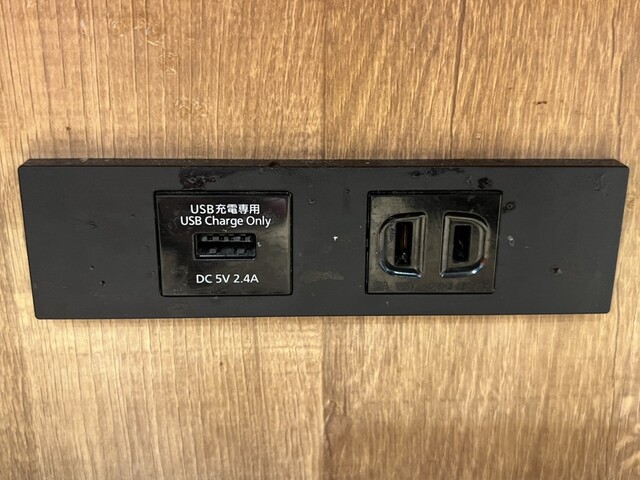 USB充電専用
USB Charge Only
DC 5V 2.4A